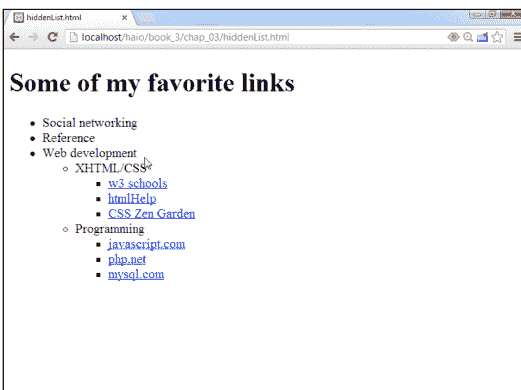 hiddenList.html
localhost/haio/book_3/chap_03/hiddenList.html
Some of my favorite links
Social networking
Reference
Web development
XHTML/CSS
w3 schools
htmlHelp
CSS Zen Garden
Programming
javascript.com
php.net
mysql.com